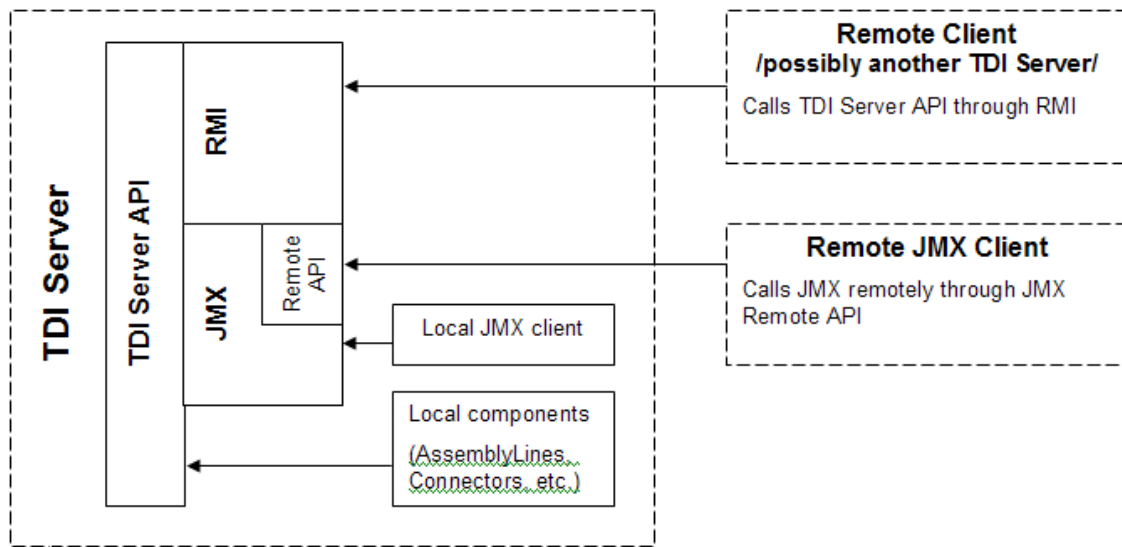 TDI Server
TDI Server API
RMI
JMX
Remote
API
Local JMX client
Local components
(AssemblyLines,
Connectors, etc.)
Remote Client
/possibly another TDI Server/
Calls TDI Server API through RMI
Remote JMX Client
Calls JMX remotely through JMX
Remote API